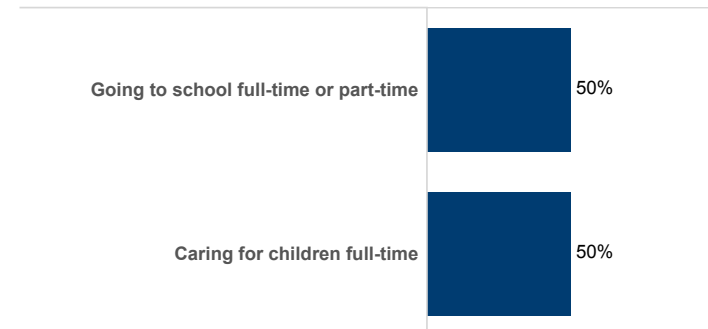 Going to school full-time or part-time 50%
Caring for children full-time 50%